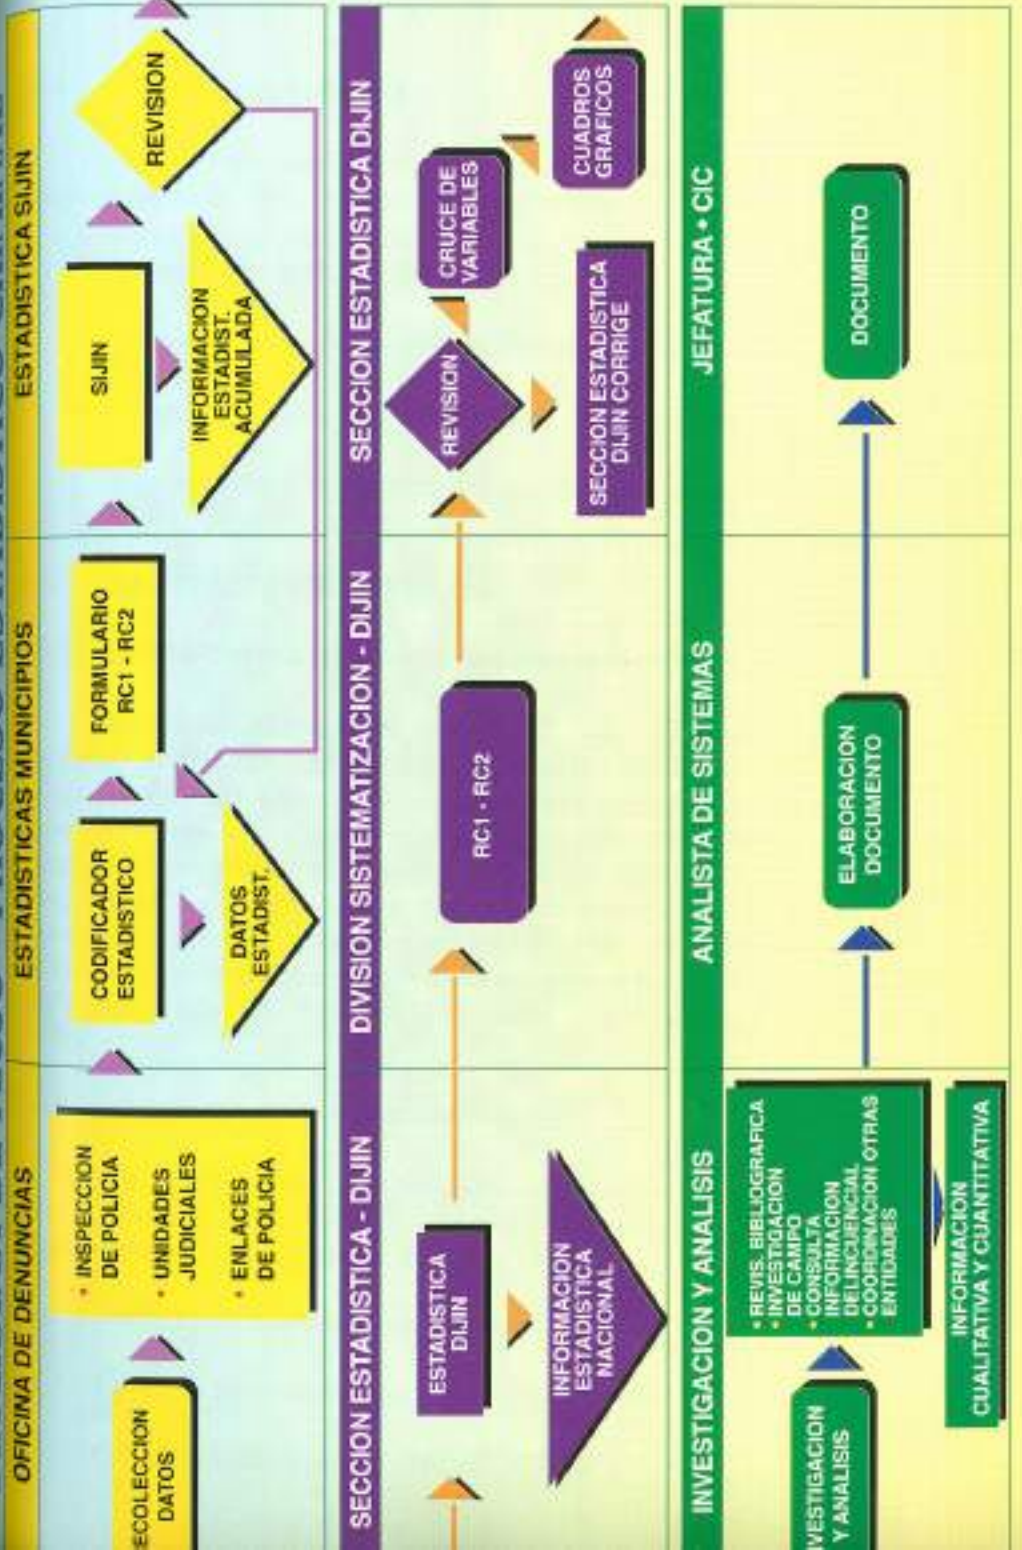 OFICINA DE DENUNCIAS
ESTADISTICAS MUNICIPIOS
ESTADISTICA SIJIN
ECOLECCION
DATOS
• INSPECCION
DE POLICIA
• UNIDADES
JUDICIALES
• ENLACES
DE POLICIA
CODIFICADOR
ESTADISTICO
DATOS
ESTADIST.
FORMULARIO
RC1 - RC2
SIJIN
INFORMACION
ESTADIST.
ACUMULADA
REVISION
SECCION ESTADISTICA - DIJIN
DIVISION SISTEMATIZACION - DIJIN
SECCION ESTADISTICA DIJIN
ESTADISTICA
DIJIN
INFORMACION
ESTADISTICA
NACIONAL
RC1 - RC2
REVISION
SECCION ESTADISTICA
DIJIN CORRIGE
CRUCE DE
VARIABLES
CUADROS
GRAFICOS
INVESTIGACION Y ANALISIS
ANALISTA DE SISTEMAS
JEFATURA • CIC
VESTIGACION
Y ANALISIS
• REVIS. BIBLIOGRAFICA
• INVESTIGACION
DE CAMPO
• CONSULTA
INFORMACION
DELINCUENCIAL
• COORDINACION OTRAS
ENTIDADES
INFORMACION
CUALITATIVA Y CUANTITATIVA
ELABORACION
DOCUMENTO
DOCUMENTO